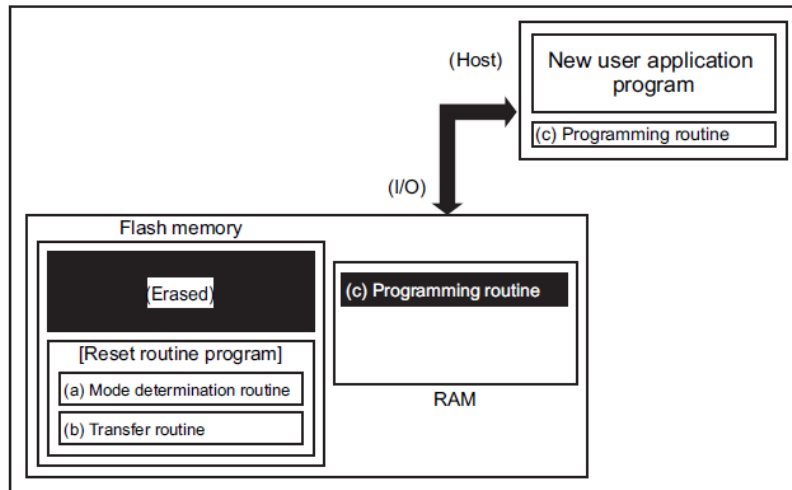 (Host)
New user application
program
(c) Programming routine
(I/O)
Flash memory
(Erased)
(c) Programming routine
[Reset routine program]
(a) Mode determination routine
(b) Transfer routine
RAM